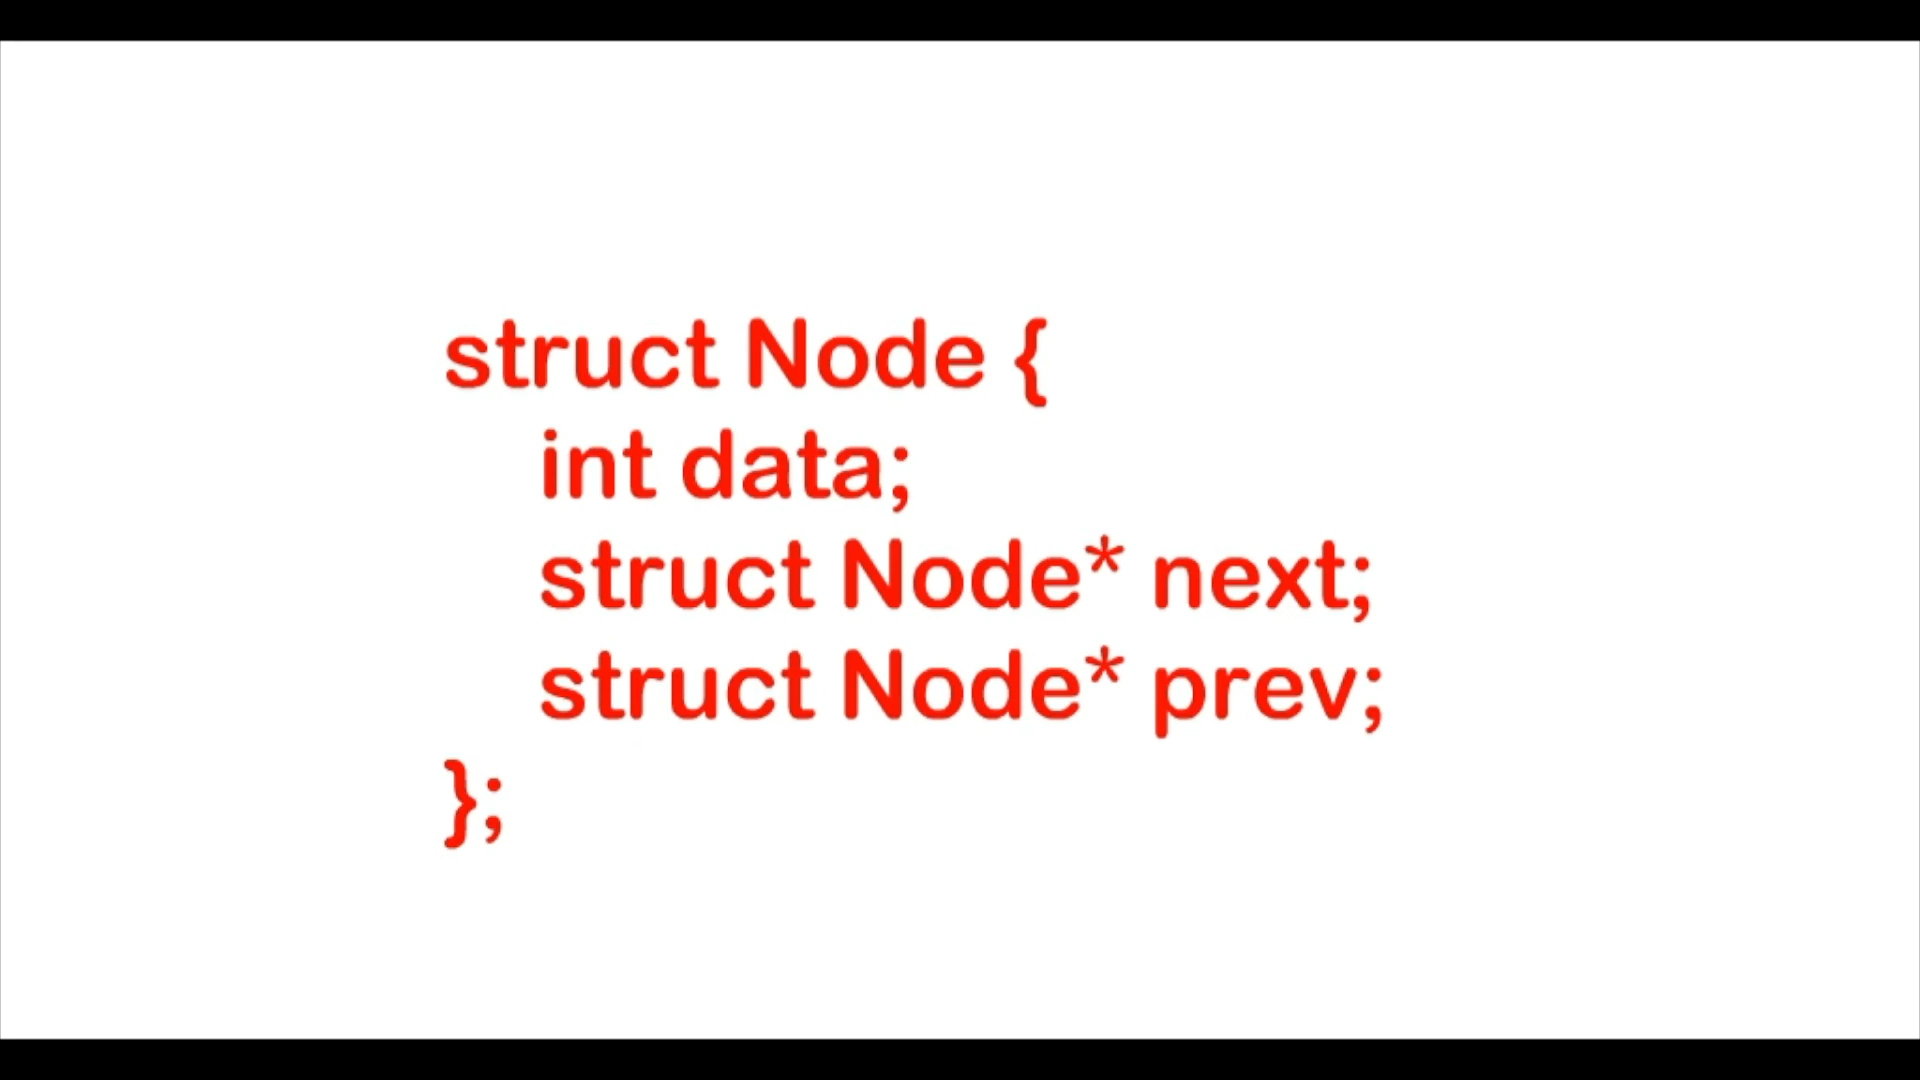 struct Node {
int data;
struct Node* next;
struct Node* prev;
};